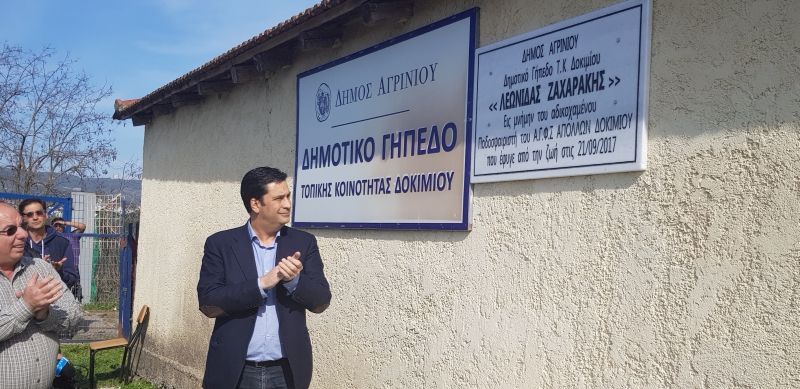 ΔΗΜΟΣ ΑΓΡΙΝΙΟΥ
ΔΗΜΟΤΙΚΟ ΓΗΠΕΔΟ
ΤΟΠΙΚΗΣ ΚΟΙΝΟΤΗΤΑΣ ΔΟΚΙΜΙΟΥ
ΔΗΜΟΣ ΑΓΡΙΝΙΟΥ
Δημοτικό Γήπεδο Τ.Κ Δοκιμίου
«ΛΕΩΝΙΔΑΣ ΖΑΧΑΡΑΚΗΣ»
Εις μνήμην του αδικοχαμένου
Ποδοσφαιριστή του Α.Γ.Φ.Σ ΑΠΟΛΛΩΝ ΔΟΚΙΜΙΟΥ
που έφυγε από την ζωή στις 21/09/2017